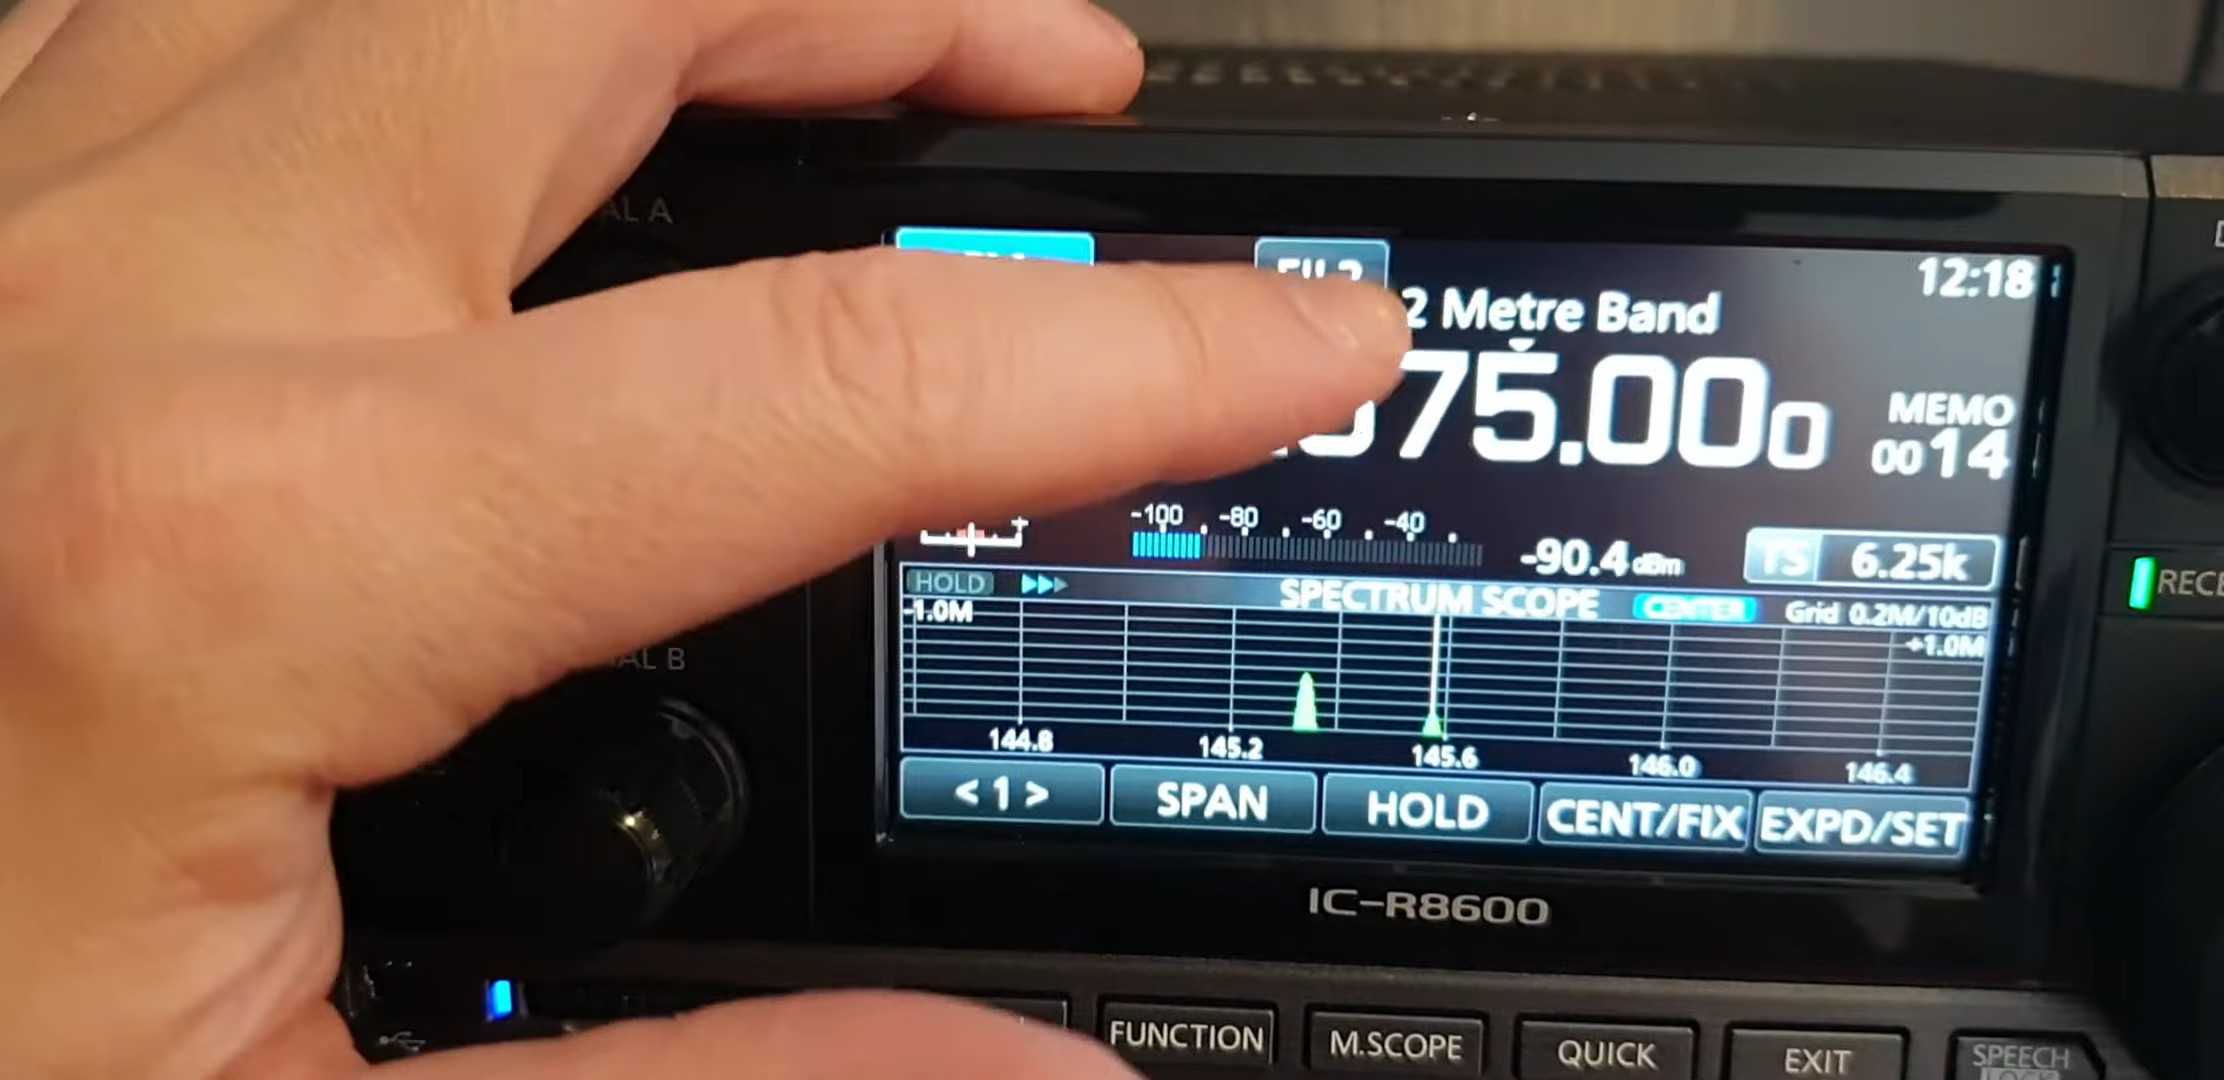 AL A
12:18
2 Metre Band
75.000
MEMO
0014
-100 -80 -60 -40
-90.4dBm
TS 6.25k
HOLD
SPECTRUM SCOPE CENTER Grid 0.2M/10dB
-1.0M
+1.0M
AL B
144.8 145.2 145.6 146.0 146.4
<1> SPAN HOLD CENT/FIX EXPD/SET
IC-R8600
FUNCTION M.SCOPE QUICK EXIT SPEECH